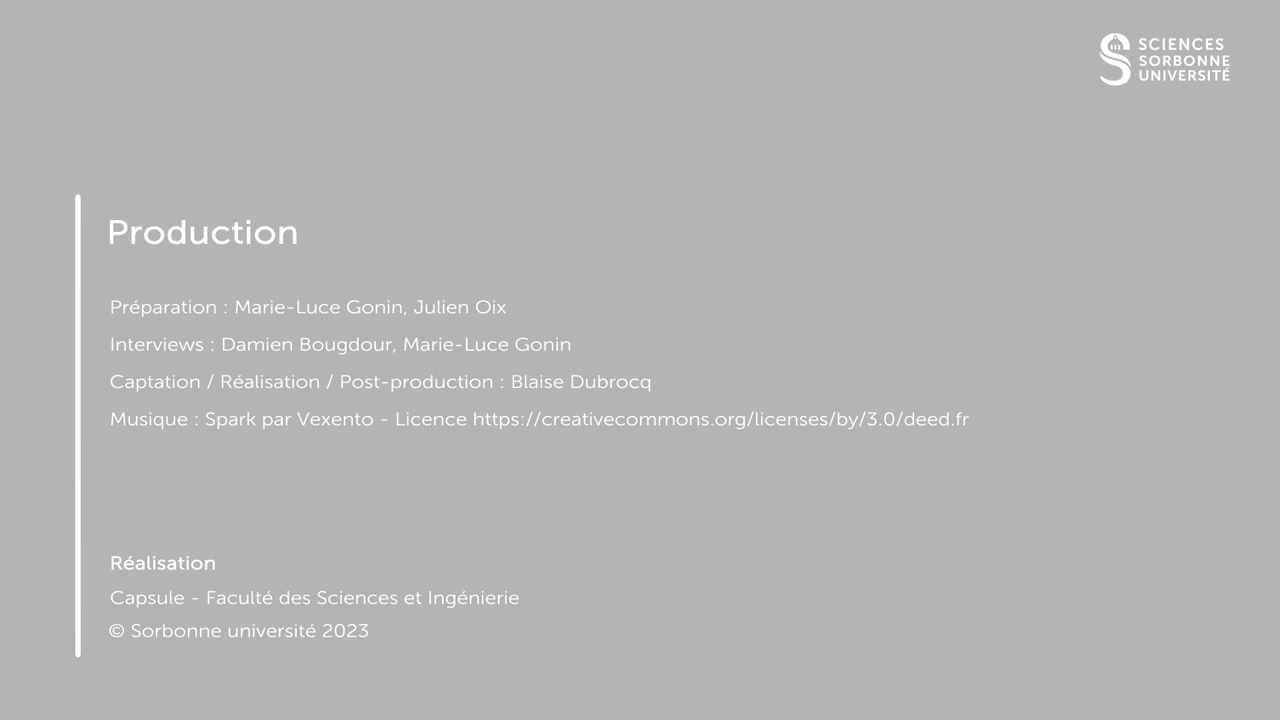 SCIENCES
SORBONNE
UNIVERSITÉ
Production
Préparation : Marie-Luce Gonin, Julien Oix
Interviews : Damien Bougdour, Marie-Luce Gonin
Captation / Réalisation / Post-production : Blaise Dubrocq
Musique : Spark par Vexento - Licence https://creativecommons.org/licenses/by/3.0/deed.fr
Réalisation
Capsule - Faculté des Sciences et Ingénierie
© Sorbonne université 2023